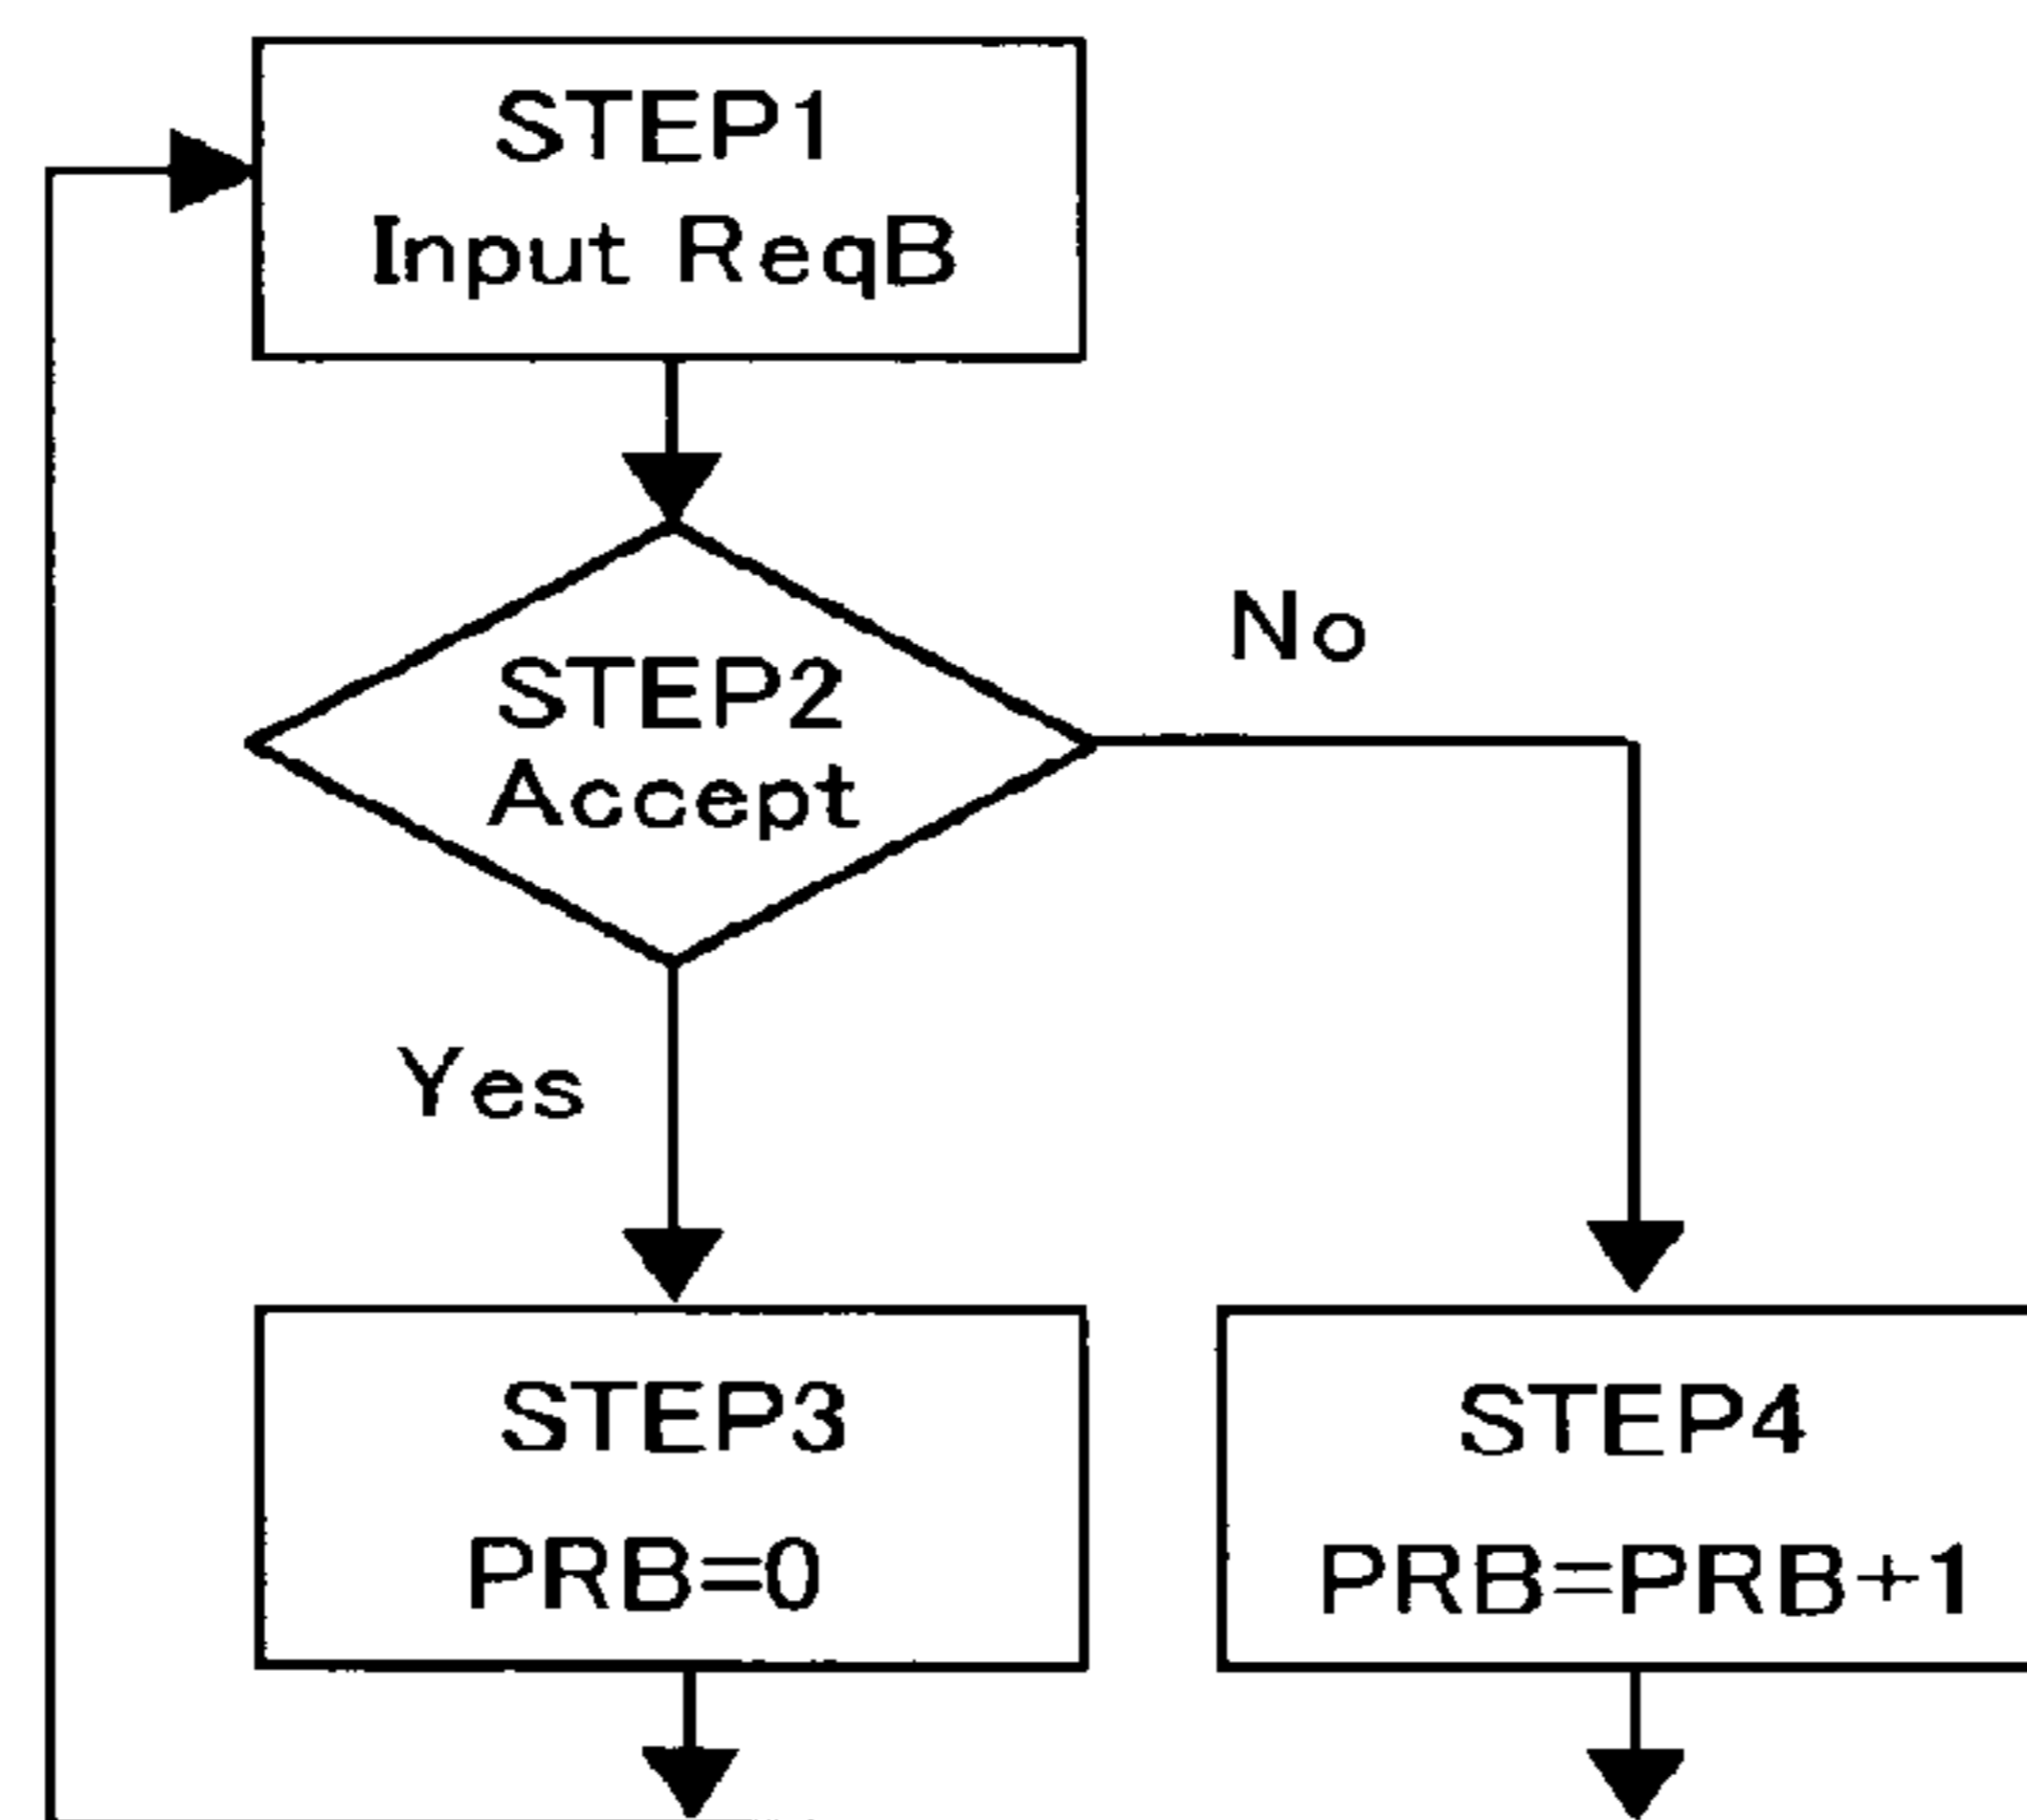 STEP1
Input ReqB
No
STEP2
Accept
Yes
STEP3
PRB=0
STEP4
PRB=PRB+1